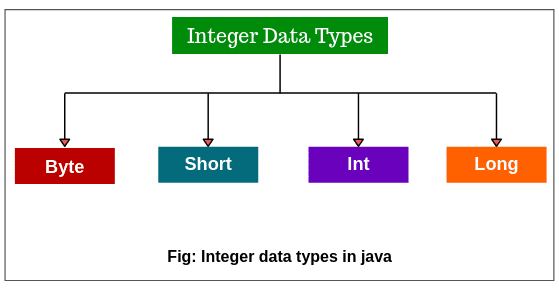 Integer Data Types
Byte
Short
Int
Long
Fig: Integer data types in java